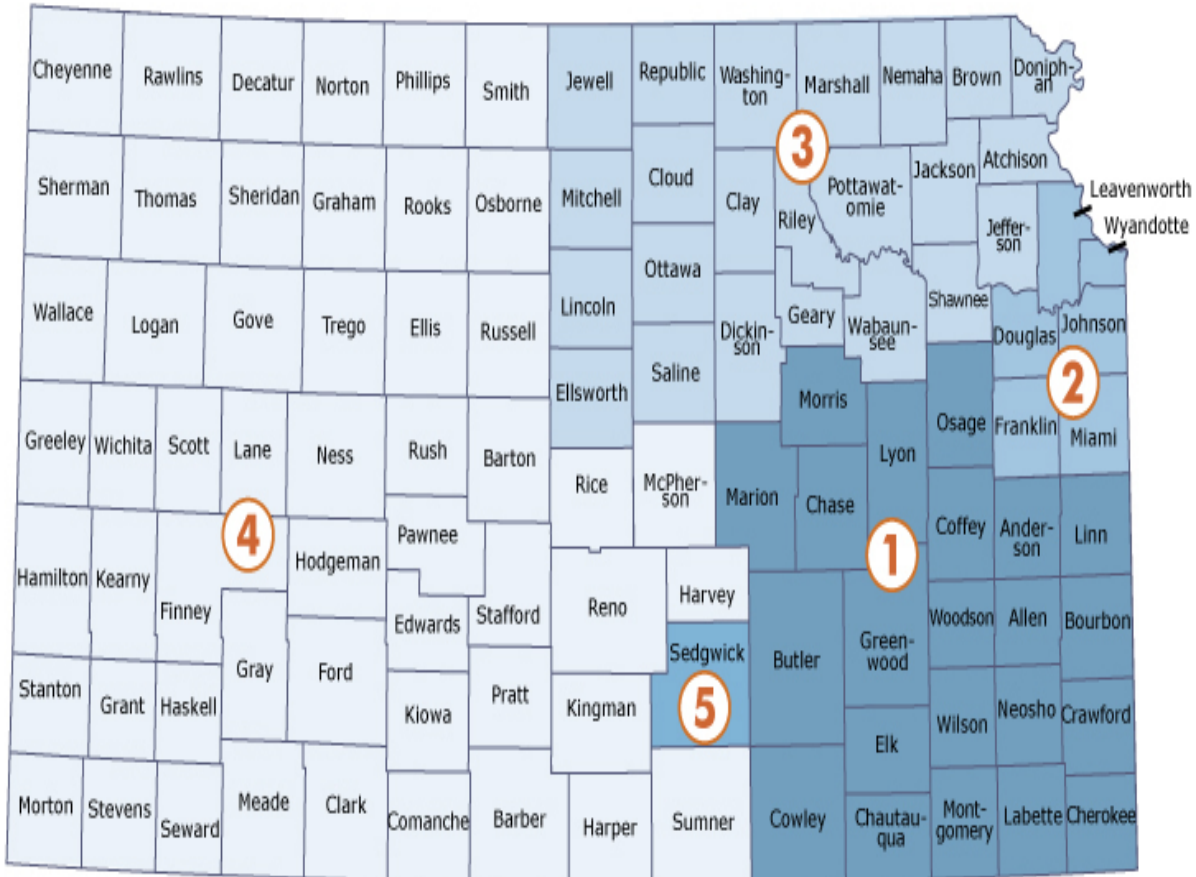 Cheyenne
Rawlins
Decatur
Norton
Phillips
Smith
Jewell
Republic
Washing-
ton
Marshall
Nemaha
Brown
Doniph-
an
Sherman
Thomas
Sheridan
Graham
Rooks
Osborne
Mitchell
Cloud
Clay
3
Riley
Pottawat-
omie
Jackson
Atchison
Jeffer-
son
Leavenworth
Wyandotte
Wallace
Logan
Gove
Trego
Ellis
Russell
Lincoln
Ottawa
Dickin-
son
Geary
Wabaun-
see
Shawnee
Douglas
Johnson
Greeley
Wichita
Scott
Lane
Ness
Rush
Barton
Ellsworth
Saline
Morris
Lyon
Osage
Franklin
2
Miami
Rice
McPher-
son
Marion
Chase
1
Coffey
Ander-
son
Linn
Hamilton
Kearny
Finney
4
Hodgeman
Pawnee
Edwards
Stafford
Reno
Harvey
Sedgwick
5
Butler
Green-
wood
Woodson
Allen
Bourbon
Stanton
Grant
Haskell
Gray
Ford
Kiowa
Pratt
Kingman
Elk
Wilson
Neosho
Crawford
Morton
Stevens
Seward
Meade
Clark
Comanche
Barber
Harper
Sumner
Cowley
Chautau-
qua
Mont-
gomery
Labette
Cherokee